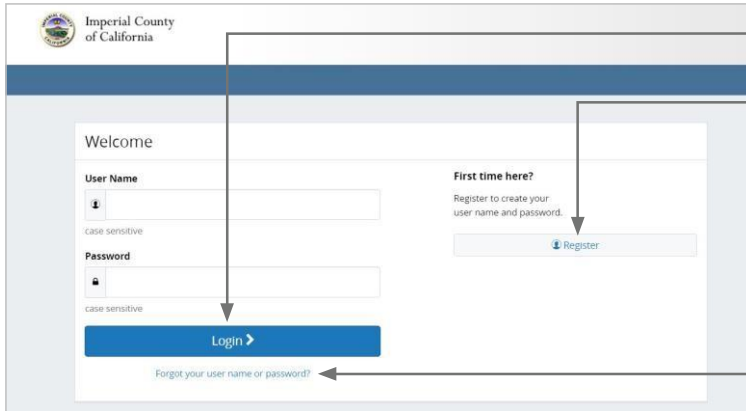 Imperial County
of California
Welcome
User Name
case sensitive
Password
case sensitive
Login
Forgot your user name or password?
First time here?
Register to create your
user name and password.
Register